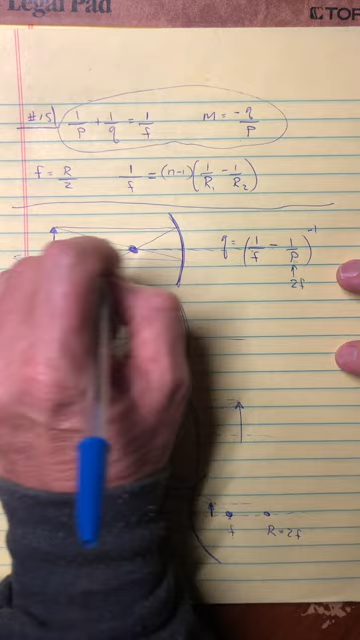 Legal Pad
TOP
#15 1/p + 1/q = 1/f M = -q/p
f = R/2 1/f = (n-1)(1/R₁ - 1/R₂)
q = (1/f - 1/p)⁻¹
↑
2f
f R=2f